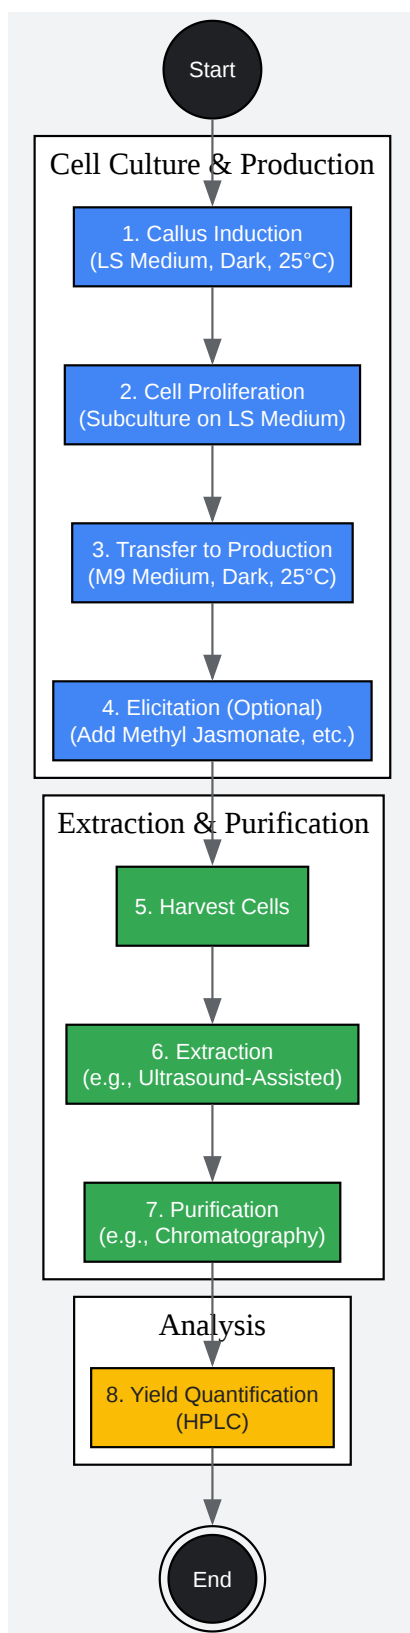 Start
Cell Culture & Production
1. Callus Induction
(LS Medium, Dark, 25°C)
2. Cell Proliferation
(Subculture on LS Medium)
3. Transfer to Production
(M9 Medium, Dark, 25°C)
4. Elicitation (Optional)
(Add Methyl Jasmonate, etc.)
Extraction & Purification
5. Harvest Cells
6. Extraction
(e.g., Ultrasound-Assisted)
7. Purification
(e.g., Chromatography)
Analysis
8. Yield Quantification
(HPLC)
End